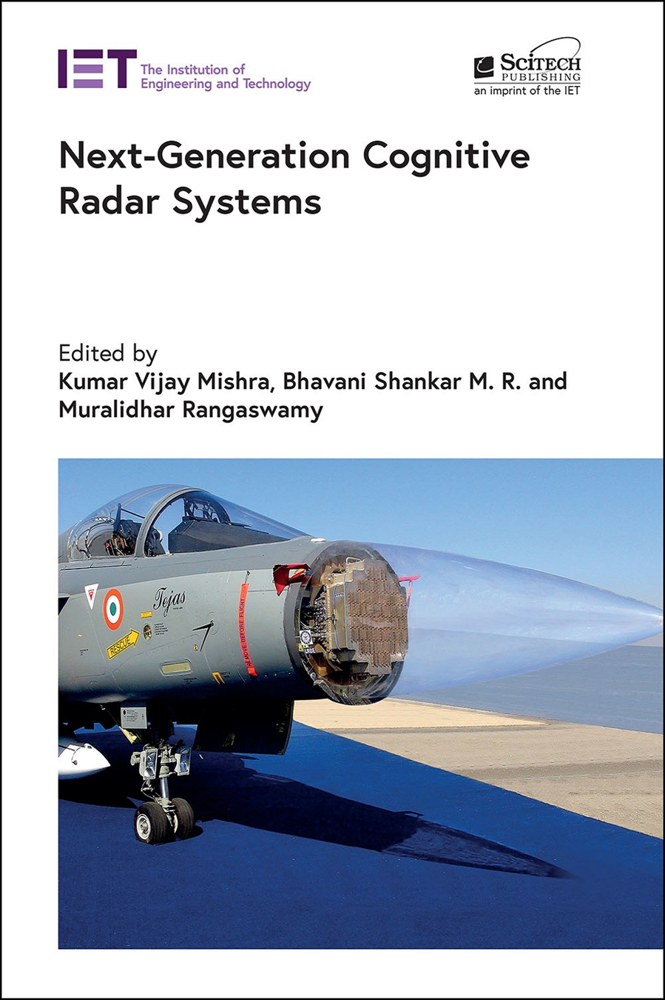 IET The Institution of
Engineering and Technology
SciTech
PUBLISHING
an imprint of the IET
Next-Generation Cognitive
Radar Systems
Edited by
Kumar Vijay Mishra, Bhavani Shankar M. R. and
Muralidhar Rangaswamy
Tejas
REMOVE BEFORE FLIGHT
RESCUE
LRDE